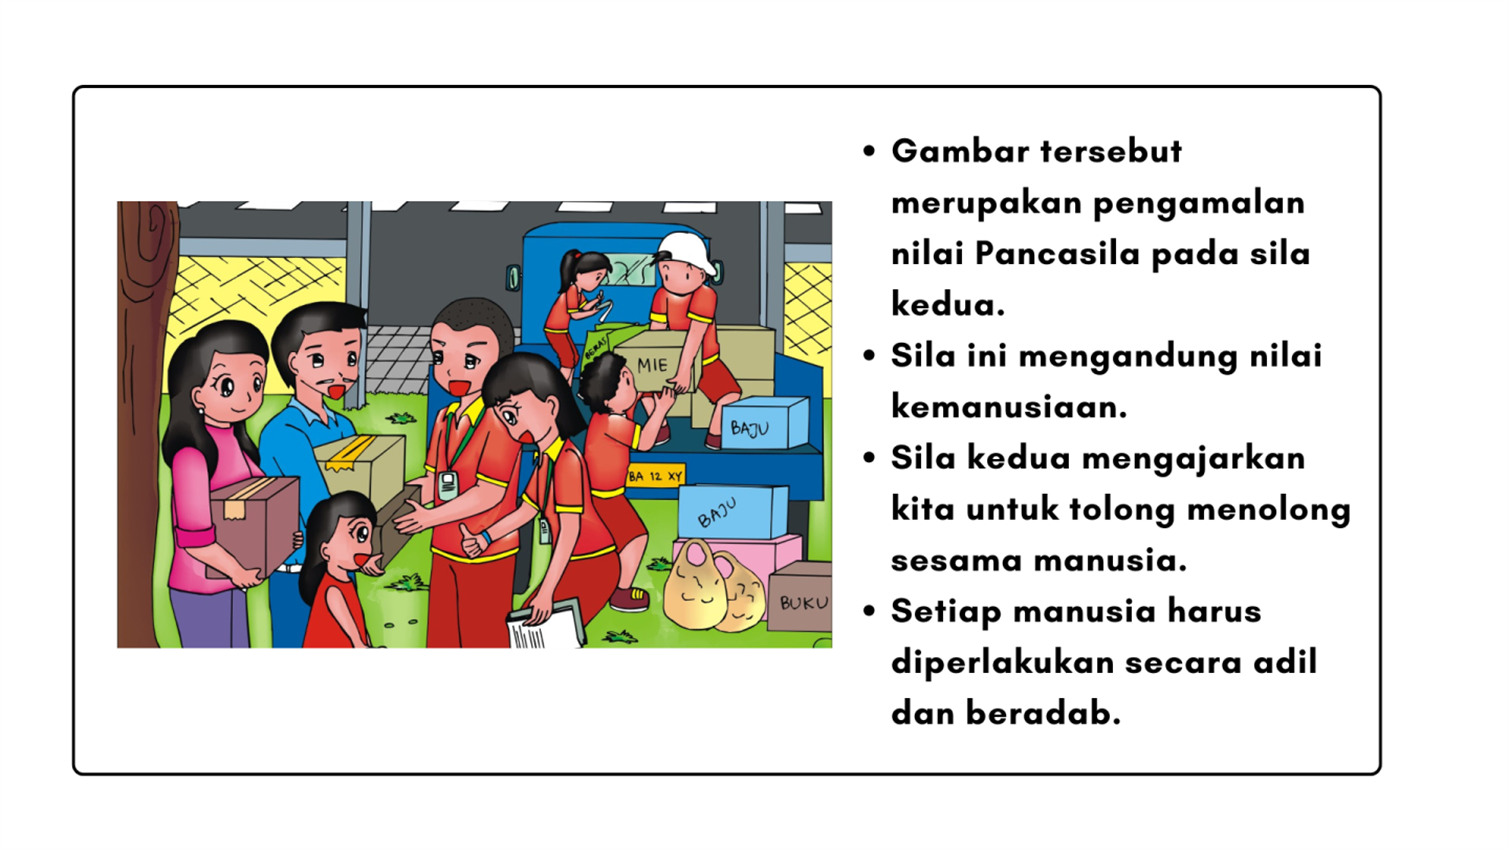 • Gambar tersebut
merupakan pengamalan
nilai Pancasila pada sila
kedua.
• Sila ini mengandung nilai
kemanusiaan.
• Sila kedua mengajarkan
kita untuk tolong menolong
sesama manusia.
• Setiap manusia harus
diperlakukan secara adil
dan beradab.
BERAS
MIE
BAJU
BA 12 XY
BAJU
BUKU